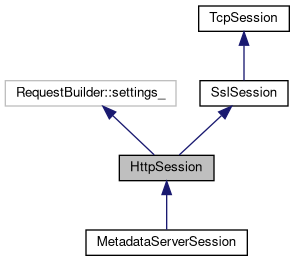 TcpSession
RequestBuilder::settings_
SslSession
HttpSession
MetadataServerSession